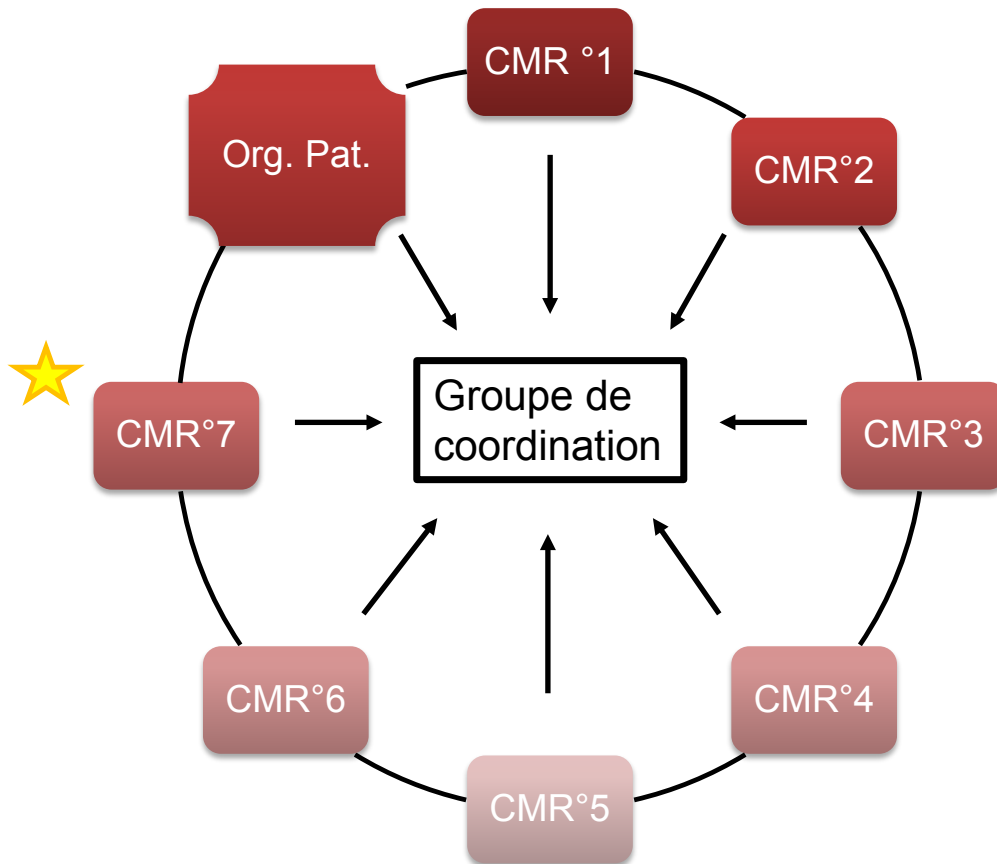 CMR °1
Org. Pat.
CMR°2
Groupe de
coordination
CMR°7
CMR°3
CMR°6
CMR°4
CMR°5